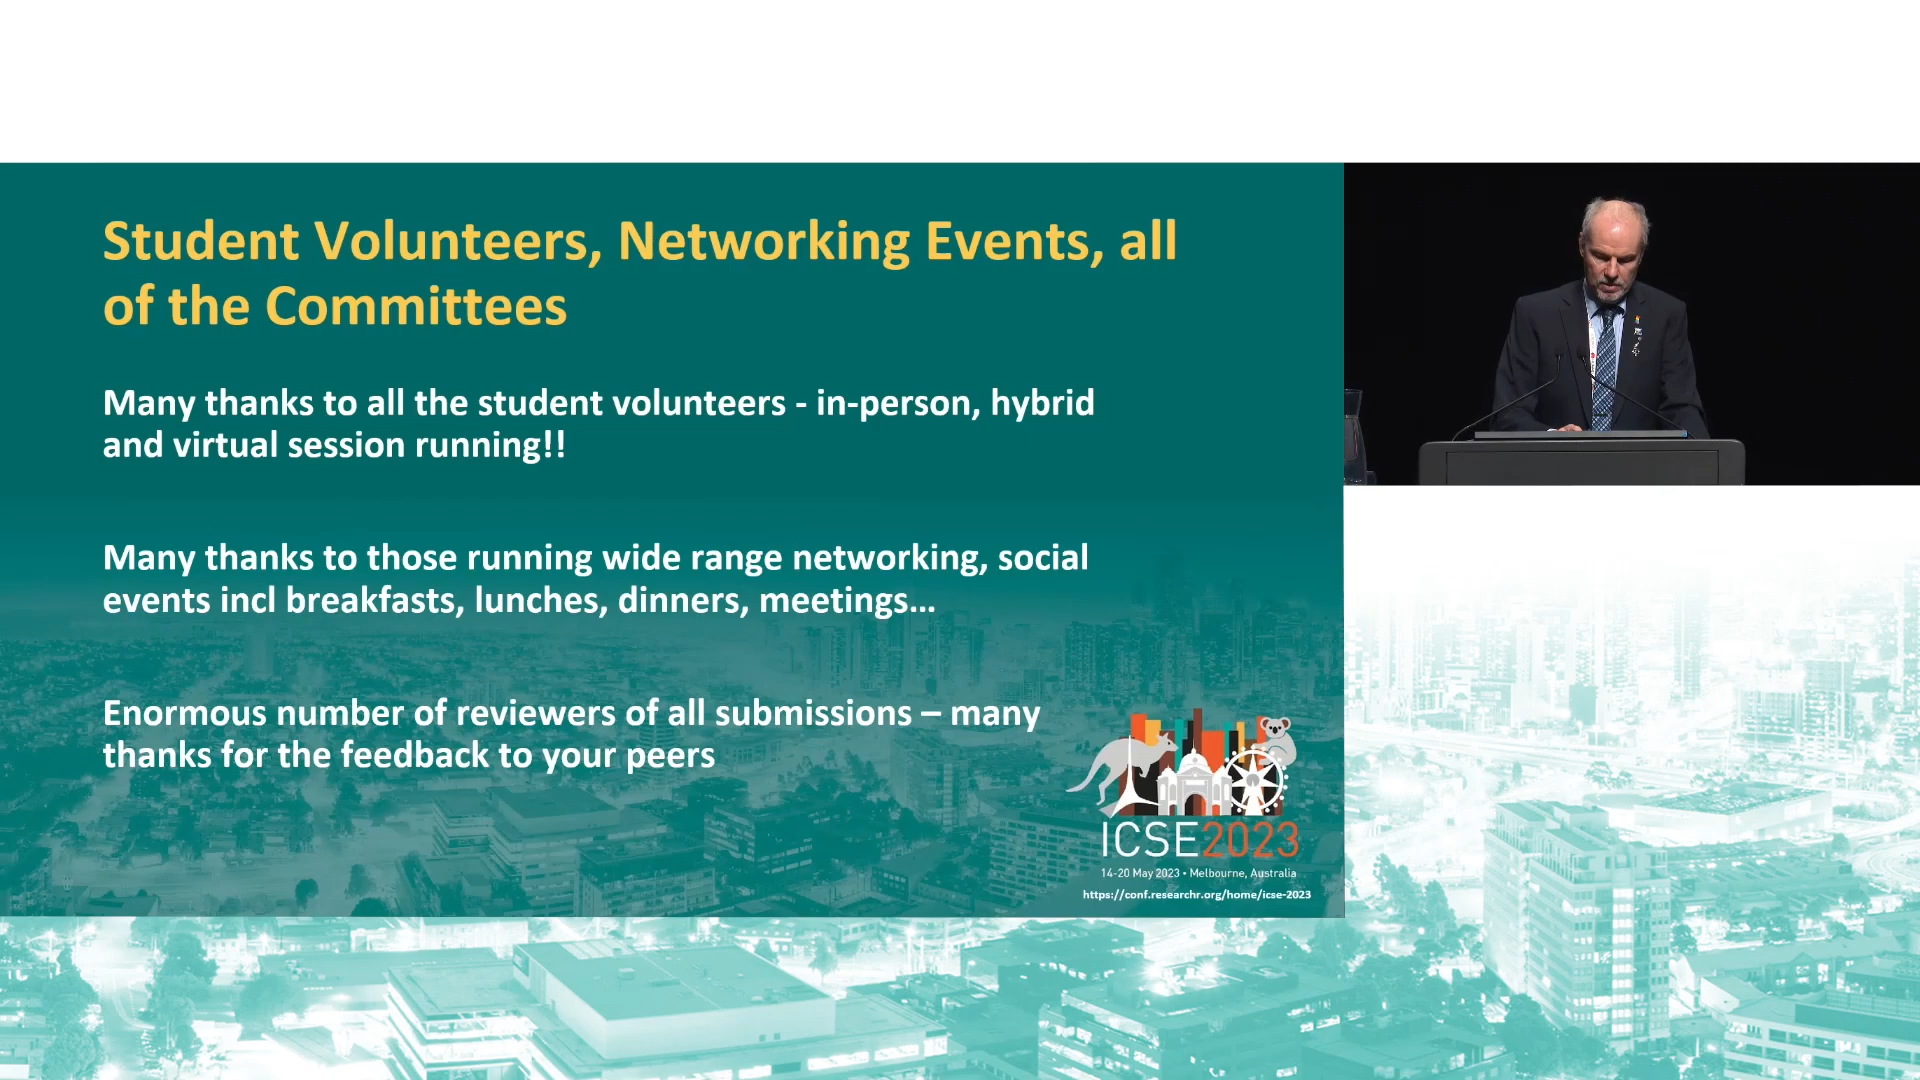 Student Volunteers, Networking Events, all
of the Committees
Many thanks to all the student volunteers - in-person, hybrid
and virtual session running!!
Many thanks to those running wide range networking, social
events incl breakfasts, lunches, dinners, meetings...
Enormous number of reviewers of all submissions – many
thanks for the feedback to your peers
ICSE2023
14-20 May 2023 • Melbourne, Australia
https://conf.researchr.org/home/icse-2023